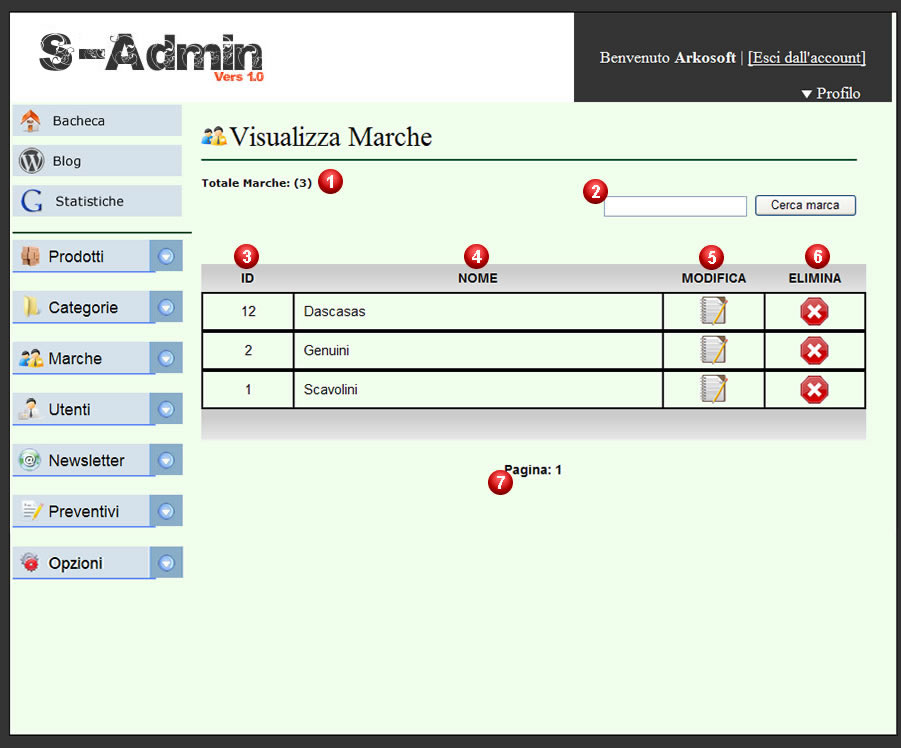 S-Admin
Vers 1.0
Benvenuto Arkosoft | [Esci dall'account]
Profilo
Bacheca
Blog
Statistiche
Prodotti
Categorie
Marche
Utenti
Newsletter
Preventivi
Opzioni
Visualizza Marche
Totale Marche: (3) 1
2
Cerca marca
3 4 5 6
ID NOME MODIFICA ELIMINA
12 Dascasas
2 Genuini
1 Scavolini
Pagina: 1
7